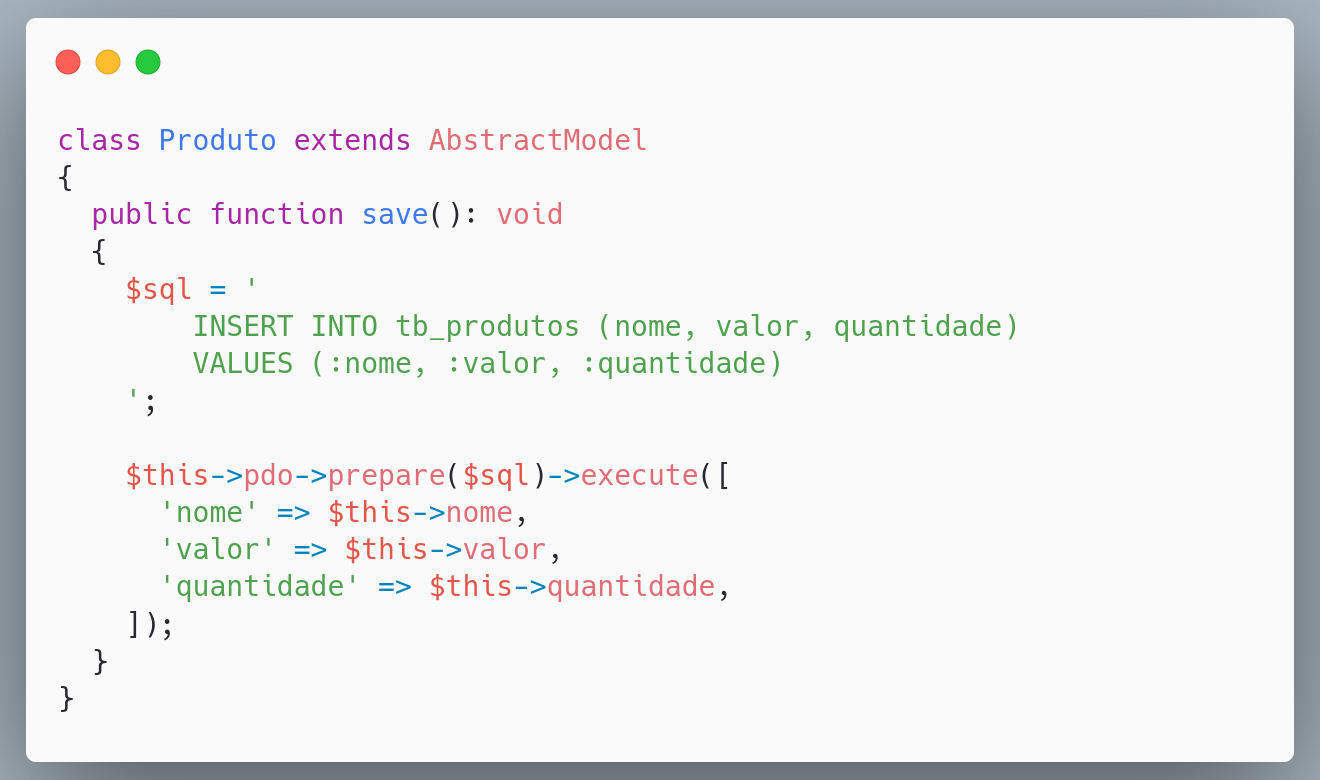 class Produto extends AbstractModel
{
  public function save(): void
  {
    $sql = '
        INSERT INTO tb_produtos (nome, valor, quantidade)
        VALUES (:nome, :valor, :quantidade)
    ';

    $this->pdo->prepare($sql)->execute([
      'nome' => $this->nome,
      'valor' => $this->valor,
      'quantidade' => $this->quantidade,
    ]);
  }
}